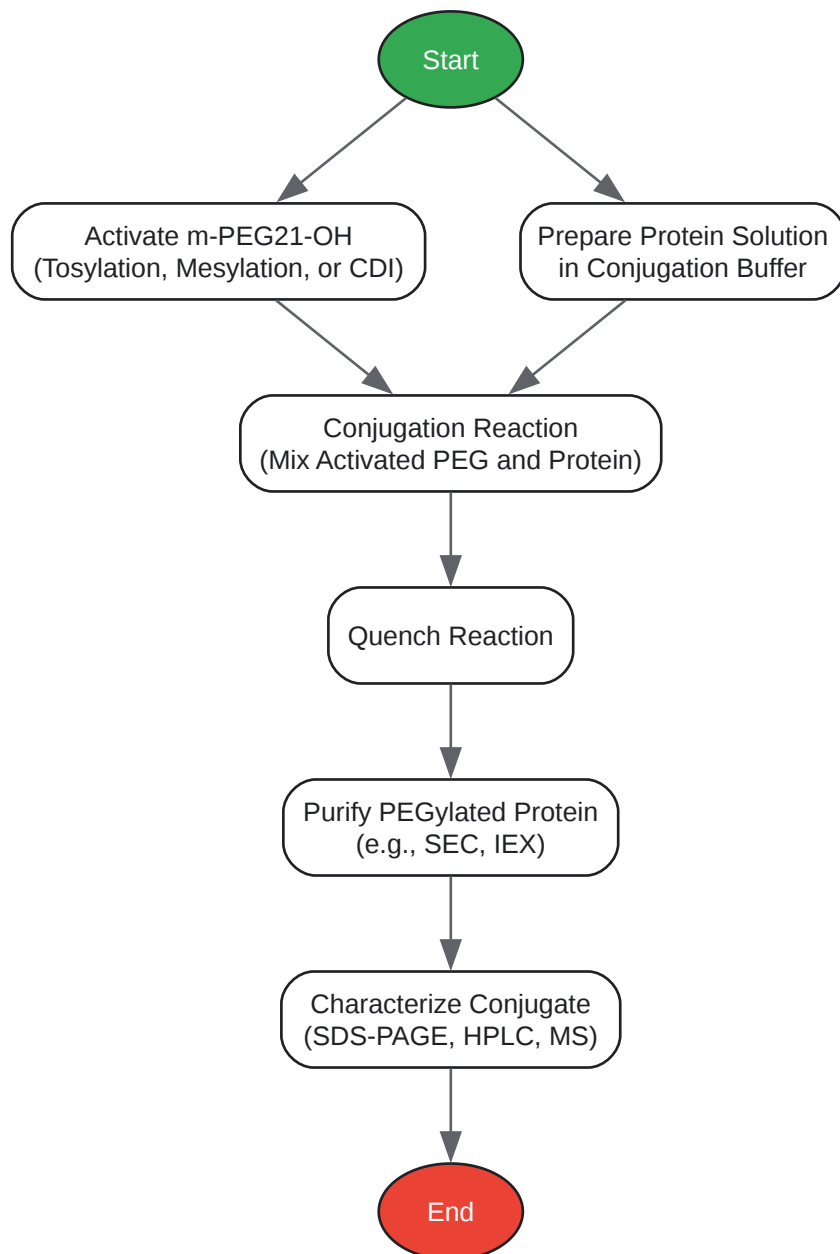 Start
Activate m-PEG21-OH
(Tosylation, Mesylation, or CDI)
Prepare Protein Solution
in Conjugation Buffer
Conjugation Reaction
(Mix Activated PEG and Protein)
Quench Reaction
Purify PEGylated Protein
(e.g., SEC, IEX)
Characterize Conjugate
(SDS-PAGE, HPLC, MS)
End